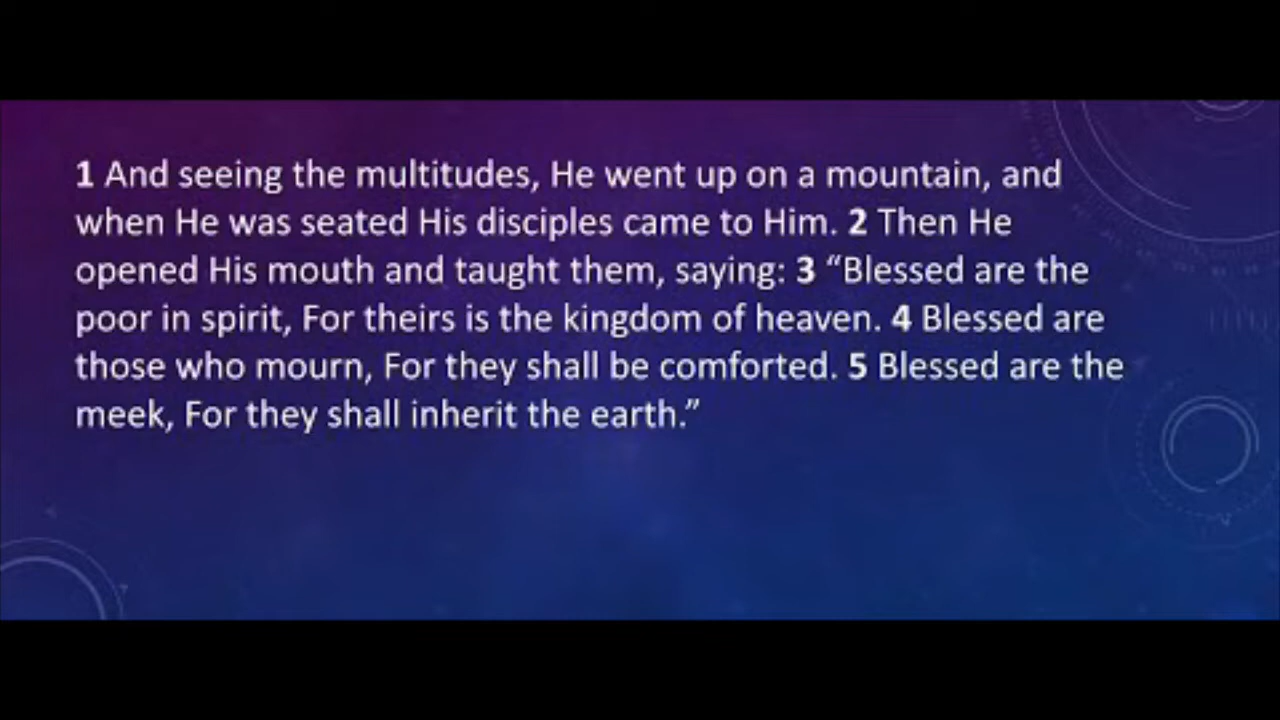 1 And seeing the multitudes, He went up on a mountain, and
when He was seated His disciples came to Him. 2 Then He
opened His mouth and taught them, saying: 3 “Blessed are the
poor in spirit, For theirs is the kingdom of heaven. 4 Blessed are
those who mourn, For they shall be comforted. 5 Blessed are the
meek, For they shall inherit the earth.”